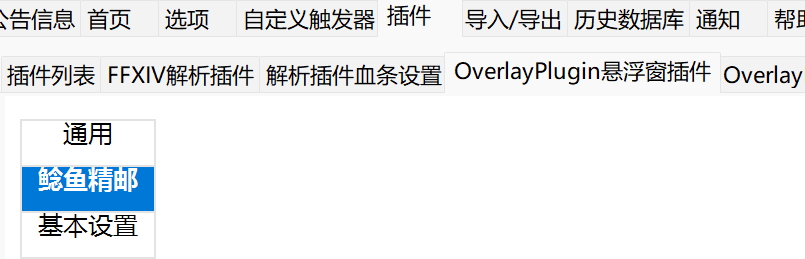 公告信息 首页 选项 自定义触发器 插件 导入/导出 历史数据库 通知 帮助
插件列表 FFXIV解析插件 解析插件血条设置 OverlayPlugin悬浮窗插件 Overlay
通用
鲶鱼精邮
基本设置